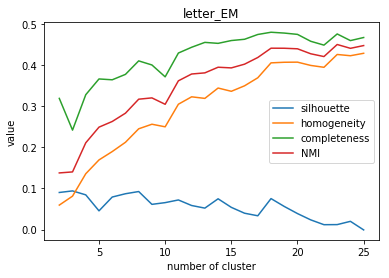 letter_EM
0.5
0.4
0.3
0.2
0.1
0.0
value
silhouette
homogeneity
completeness
NMI
5 10 15 20 25
number of cluster